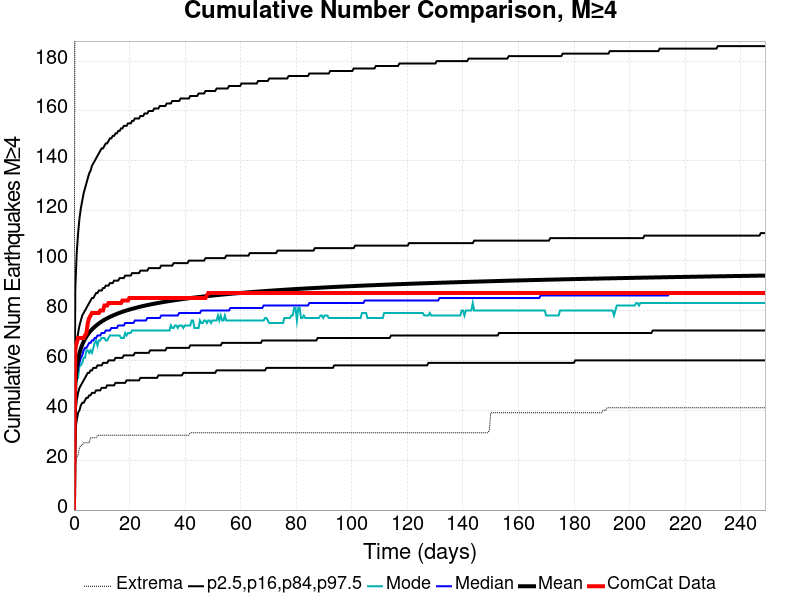 Cumulative Number Comparison, M≥4
Cumulative Num Earthquakes M≥4
180
160
140
120
100
80
60
40
20
0
0 20 40 60 80 100 120 140 160 180 200 220 240
Time (days)
Extrema p2.5,p16,p84,p97.5 Mode Median Mean ComCat Data